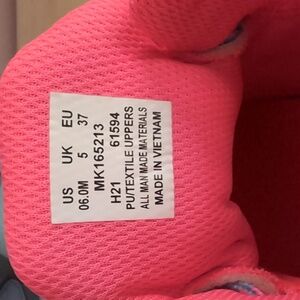 US UK EU
06.0M 5 37
MK165213
H21 61594
PU/TEXTILE UPPERS
ALL MAN MADE MATERIALS
MADE IN VIETNAM